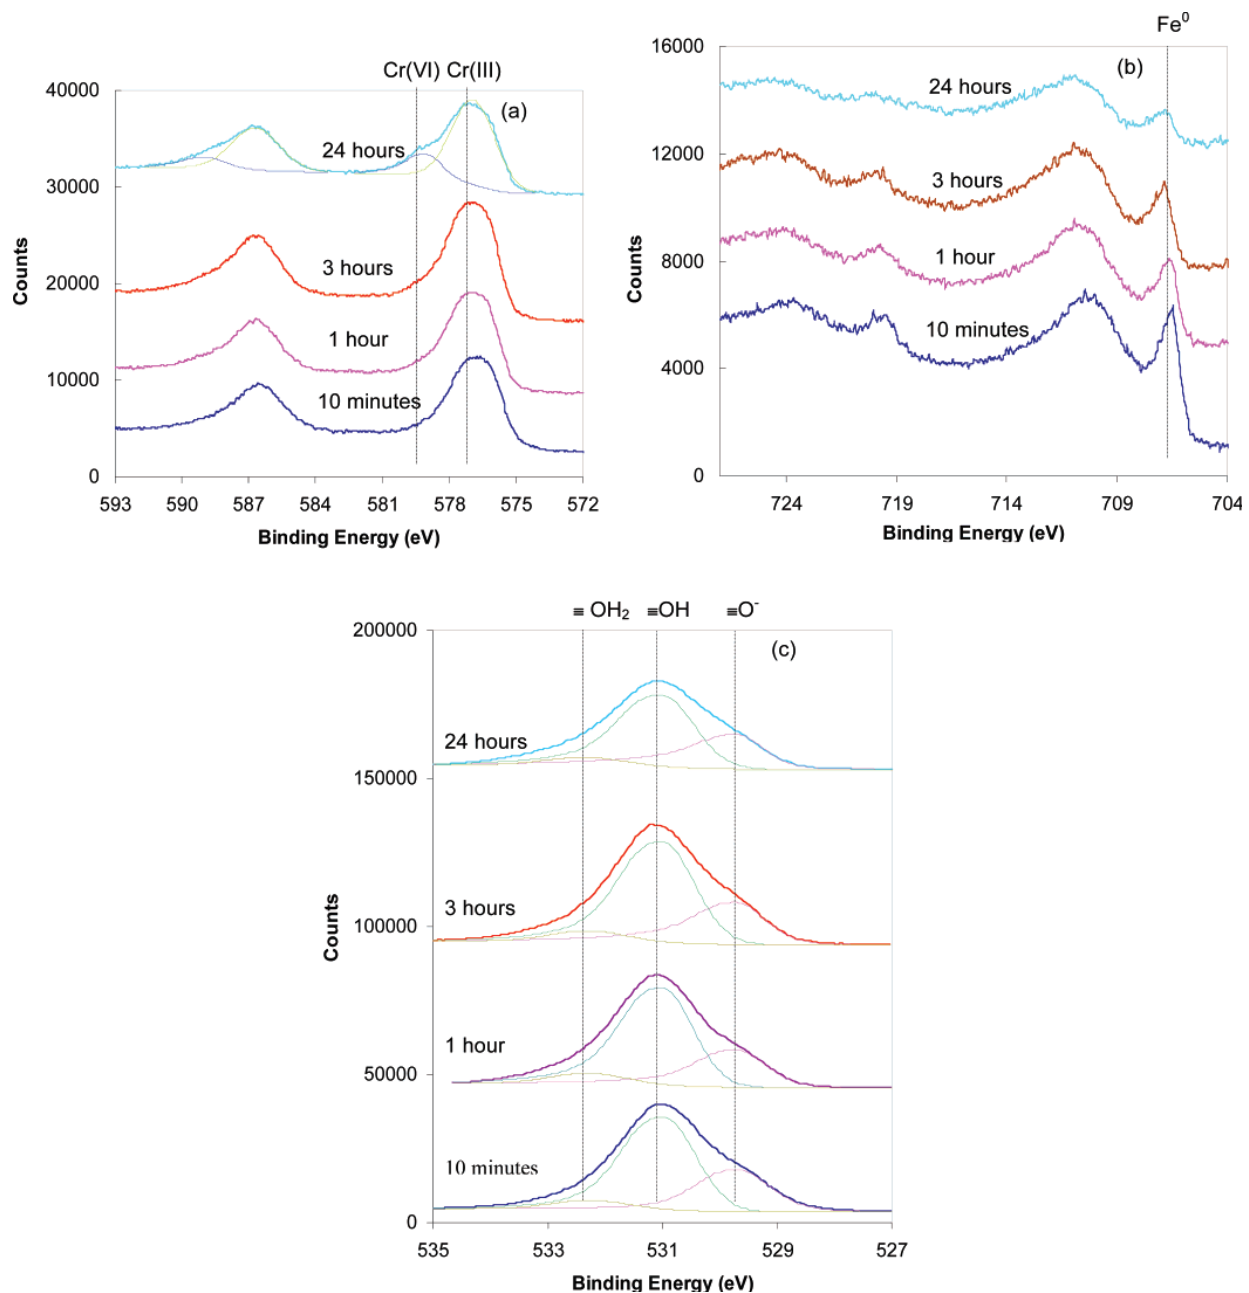 Cr(VI) Cr(III)
(a)
40000
30000
20000
10000
0
Counts
24 hours
3 hours
1 hour
10 minutes
593 590 587 584 581 578 575 572
Binding Energy (eV)
Fe⁰
(b)
16000
12000
8000
4000
0
Counts
24 hours
3 hours
1 hour
10 minutes
724 719 714 709 704
Binding Energy (eV)
≡ OH₂ ≡OH ≡O⁻
(c)
200000
150000
100000
50000
0
Counts
24 hours
3 hours
1 hour
10 minutes
535 533 531 529 527
Binding Energy (eV)